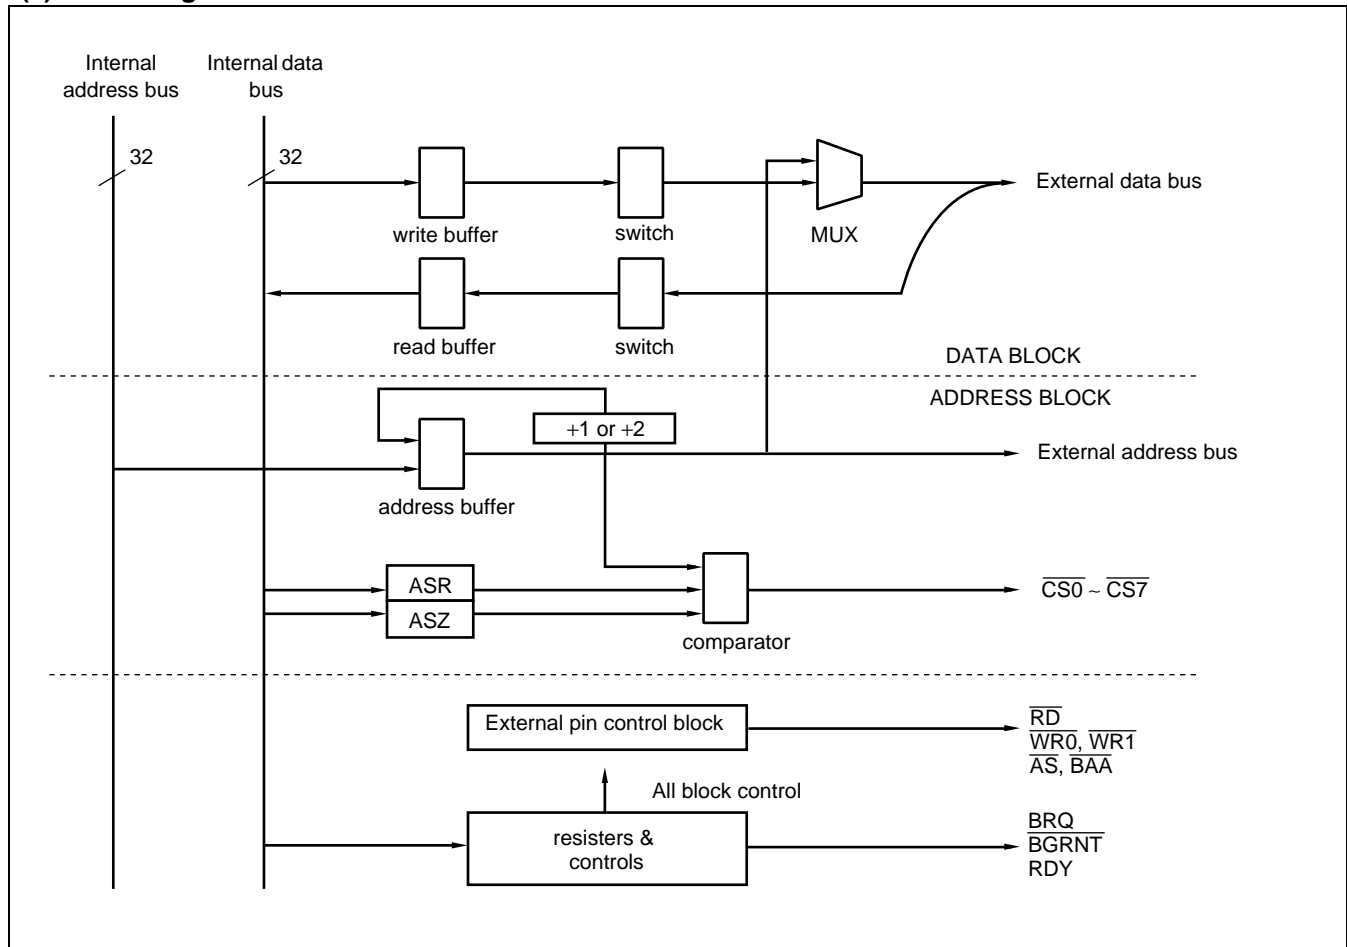 Internal
address bus
Internal data
bus
32
32
External data bus
write buffer
switch
MUX
read buffer
switch
DATA BLOCK
ADDRESS BLOCK
+1 or +2
External address bus
address buffer
ASR
ASZ
CS0 ~ CS7
comparator
External pin control block
RD
WR0, WR1
AS, BAA
All block control
resisters &
controls
BRQ
BGRNT
RDY